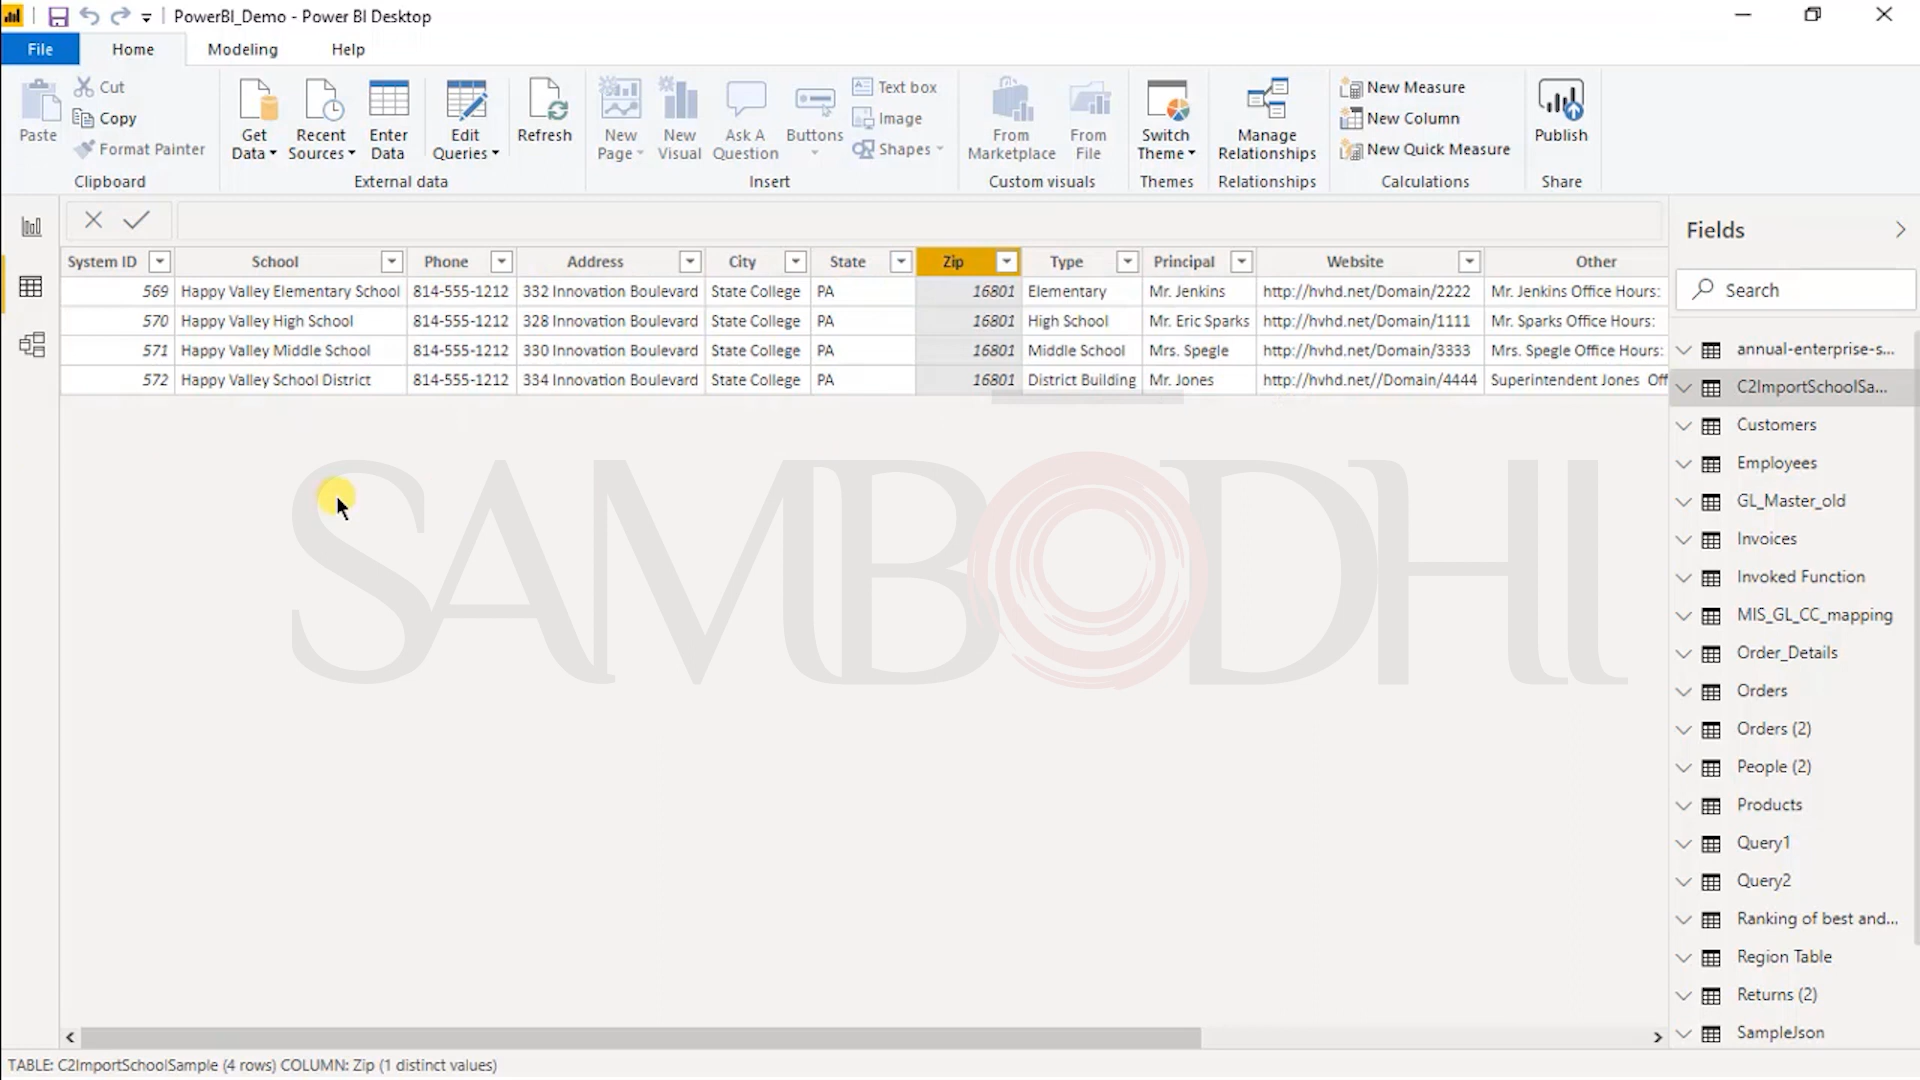 PowerBI_Demo - Power BI Desktop
File Home Modeling Help
Paste Cut Copy Format Painter
Clipboard
Get Data Recent Sources Enter Data Edit Queries Refresh
External data
New Page New Visual Ask A Question Buttons Text box Image Shapes
Insert
From Marketplace From File
Custom visuals
Switch Theme
Themes
Manage Relationships
Relationships
New Measure New Column New Quick Measure
Calculations
Publish
Share
System ID School Phone Address City State Zip Type Principal Website Other
569 Happy Valley Elementary School 814-555-1212 332 Innovation Boulevard State College PA 16801 Elementary Mr. Jenkins http://hvhd.net/Domain/2222 Mr. Jenkins Office Hours:
570 Happy Valley High School 814-555-1212 328 Innovation Boulevard State College PA 16801 High School Mr. Eric Sparks http://hvhd.net/Domain/1111 Mr. Sparks Office Hours:
571 Happy Valley Middle School 814-555-1212 330 Innovation Boulevard State College PA 16801 Middle School Mrs. Spegle http://hvhd.net/Domain/3333 Mrs. Spegle Office Hours:
572 Happy Valley School District 814-555-1212 334 Innovation Boulevard State College PA 16801 District Building Mr. Jones http://hvhd.net//Domain/4444 Superintendent Jones Off
SAMBODHI
Fields
Search
annual-enterprise-s...
C2ImportSchoolSa...
Customers
Employees
GL_Master_old
Invoices
Invoked Function
MIS_GL_CC_mapping
Order_Details
Orders
Orders (2)
People (2)
Products
Query1
Query2
Ranking of best and...
Region Table
Returns (2)
SampleJson
TABLE: C2ImportSchoolSample (4 rows) COLUMN: Zip (1 distinct values)